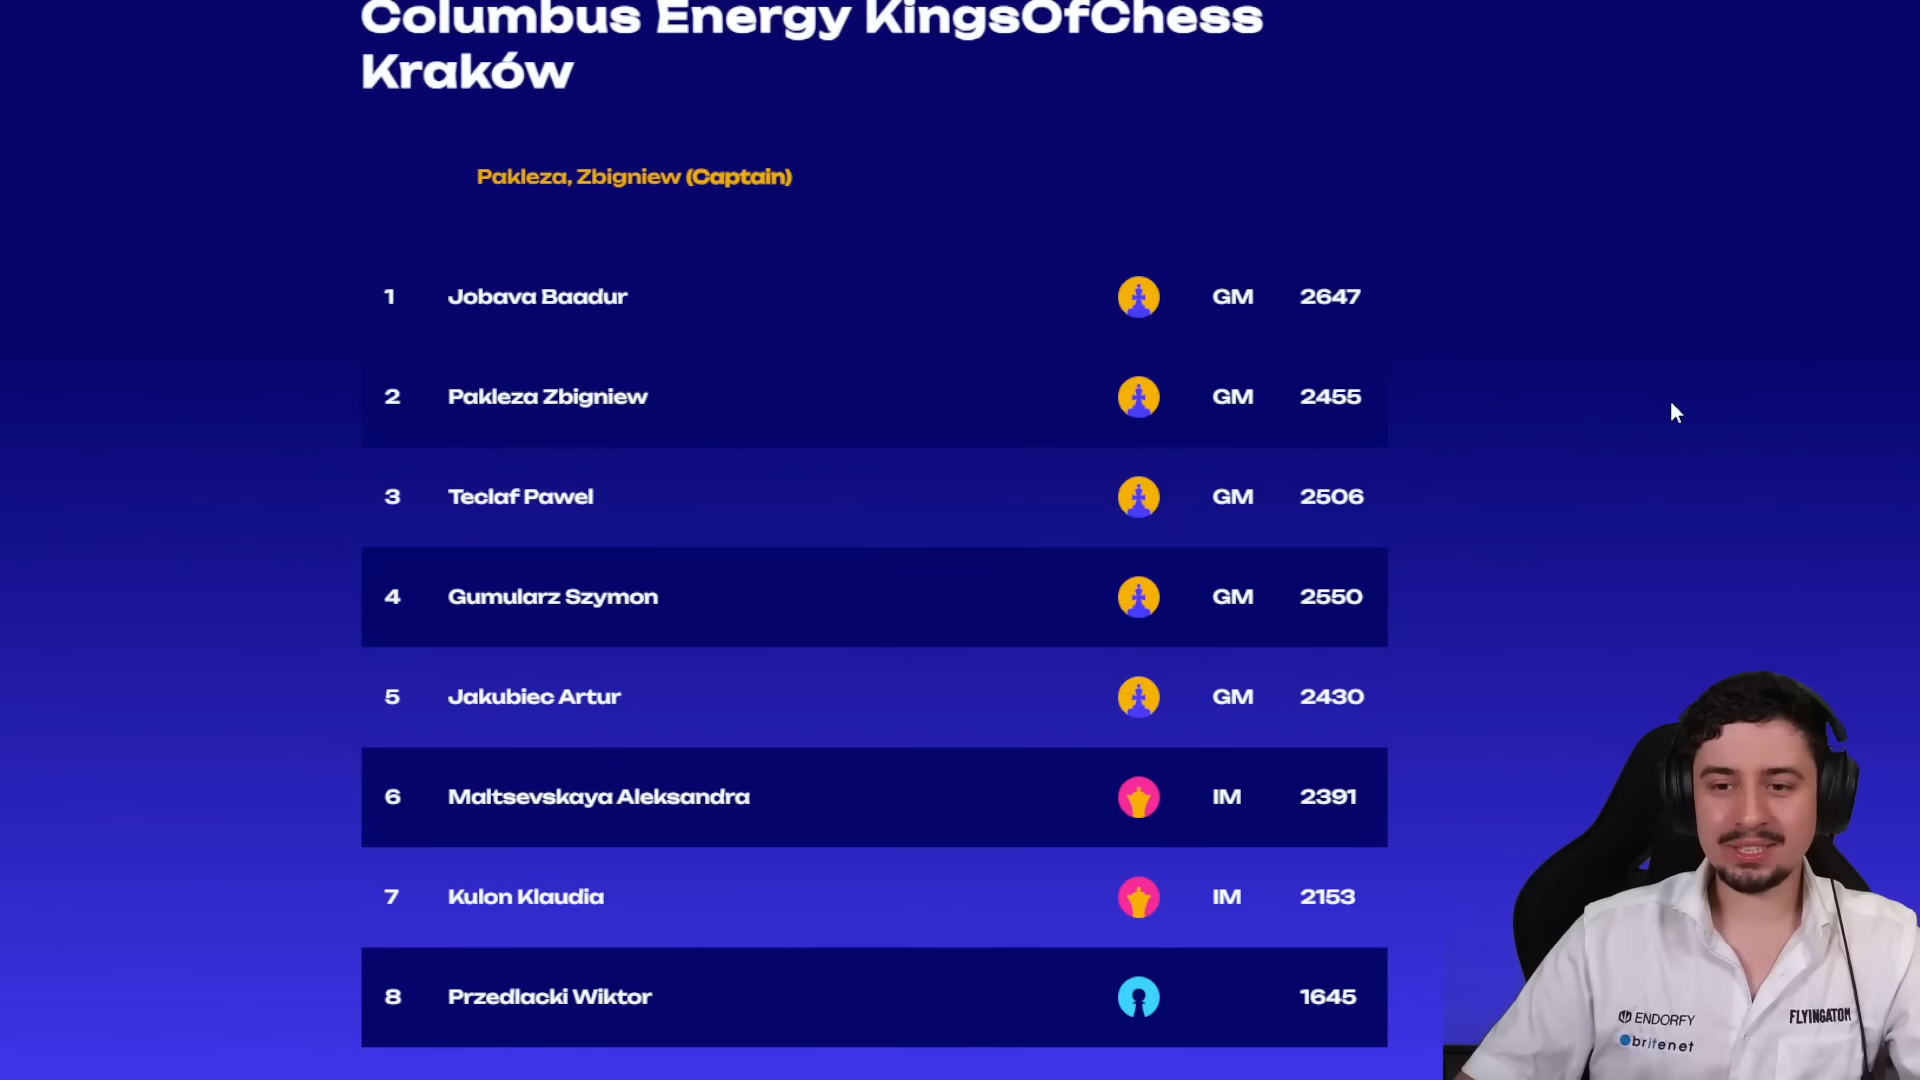 Columbus Energy KingsOfChess
Kraków
Pakleza, Zbigniew (Captain)
1 Jobava Baadur GM 2647
2 Pakleza Zbigniew GM 2455
3 Teclaf Pawel GM 2506
4 Gumularz Szymon GM 2550
5 Jakubiec Artur GM 2430
6 Maltsevskaya Aleksandra IM 2391
7 Kulon Klaudia IM 2153
8 Przedlacki Wiktor 1645
ENDORFY
FLYINGATOM
britenet